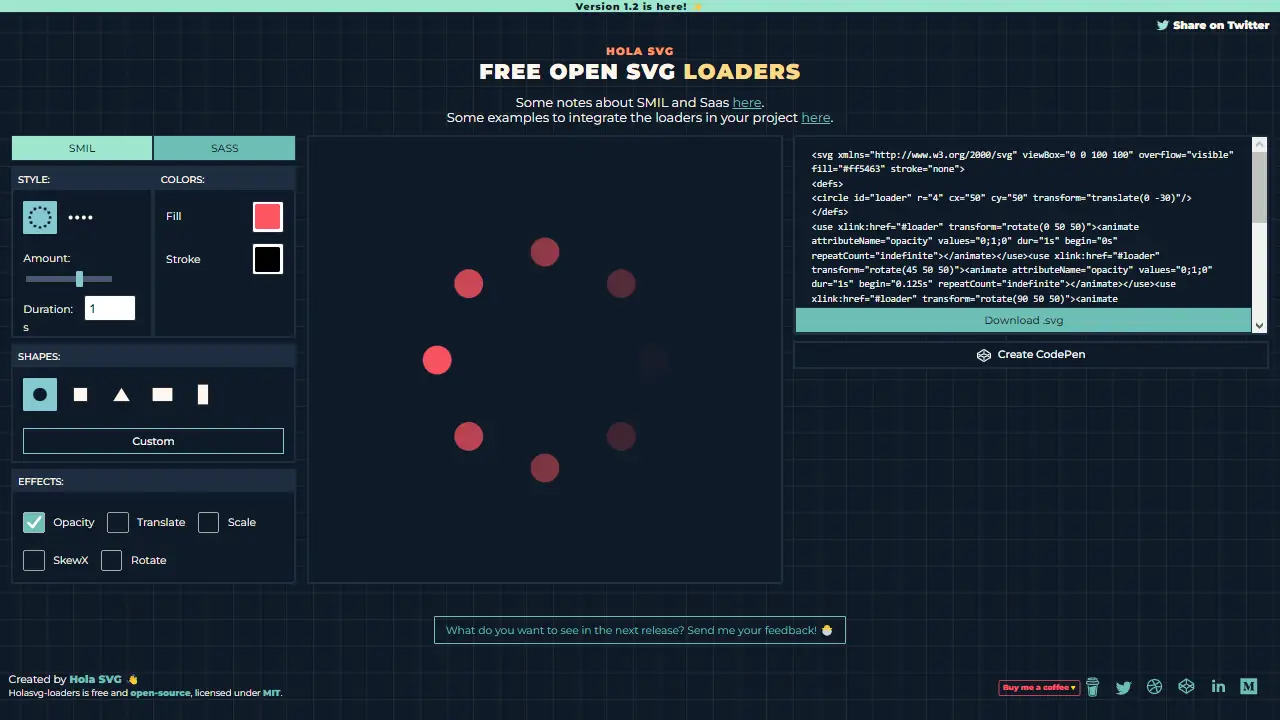 Version 1.2 is here!
Share on Twitter
HOLA SVG
FREE OPEN SVG LOADERS
Some notes about SMIL and Saas here.
Some examples to integrate the loaders in your project here.
SMIL
SASS
STYLE:
COLORS:
Fill
Stroke
Amount:
Duration: 1
s
SHAPES:
Custom
EFFECTS:
Opacity
Translate
Scale
SkewX
Rotate
<svg xmlns="http://www.w3.org/2000/svg" viewBox="0 0 100 100" overflow="visible"
fill="#ff5463" stroke="none">
<defs>
<circle id="loader" r="4" cx="50" cy="50" transform="translate(0 -30)"/>
</defs>
<use xlink:href="#loader" transform="rotate(0 50 50)"><animate
attributeName="opacity" values="0;1;0" dur="1s" begin="0s"
repeatCount="indefinite"></animate></use><use xlink:href="#loader"
transform="rotate(45 50 50)"><animate attributeName="opacity" values="0;1;0"
dur="1s" begin="0.125s" repeatCount="indefinite"></animate></use><use
xlink:href="#loader" transform="rotate(90 50 50)"><animate
Download .svg
Create CodePen
What do you want to see in the next release? Send me your feedback!
Created by Hola SVG
Holasvg-loaders is free and open-source, licensed under MIT.
Buy me a coffee